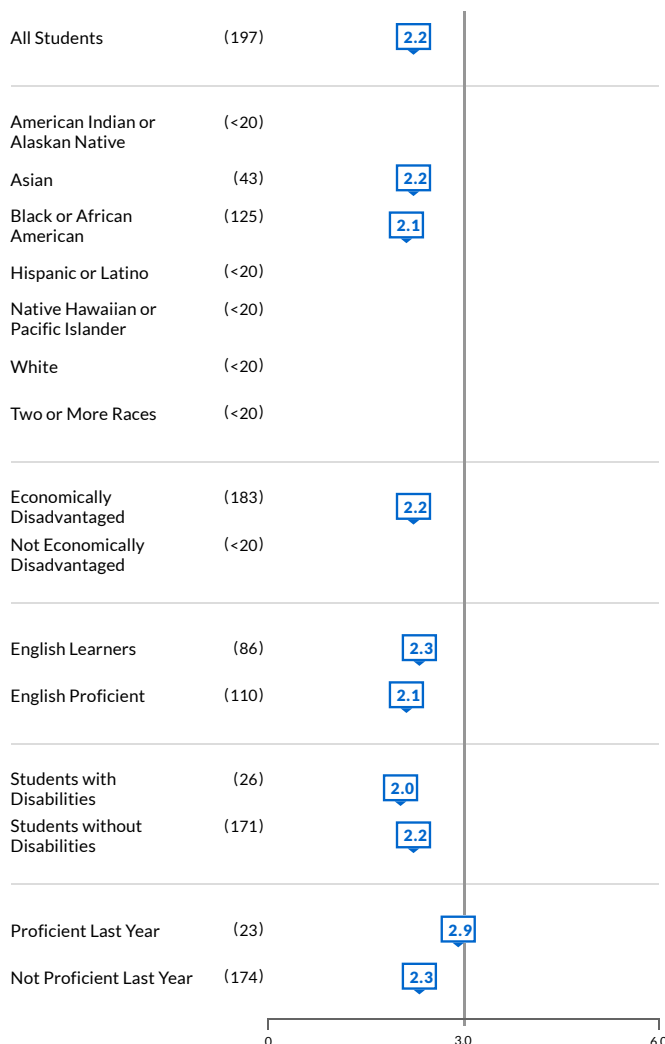 All Students (197) 2.2
American Indian or (<20)
Alaskan Native
Asian (43) 2.2
Black or African (125) 2.1
American
Hispanic or Latino (<20)
Native Hawaiian or (<20)
Pacific Islander
White (<20)
Two or More Races (<20)
Economically (183) 2.2
Disadvantaged
Not Economically (<20)
Disadvantaged
English Learners (86) 2.3
English Proficient (110) 2.1
Students with (26) 2.0
Disabilities
Students without (171) 2.2
Disabilities
Proficient Last Year (23) 2.9
Not Proficient Last Year (174) 2.3
0 3.0 6.0